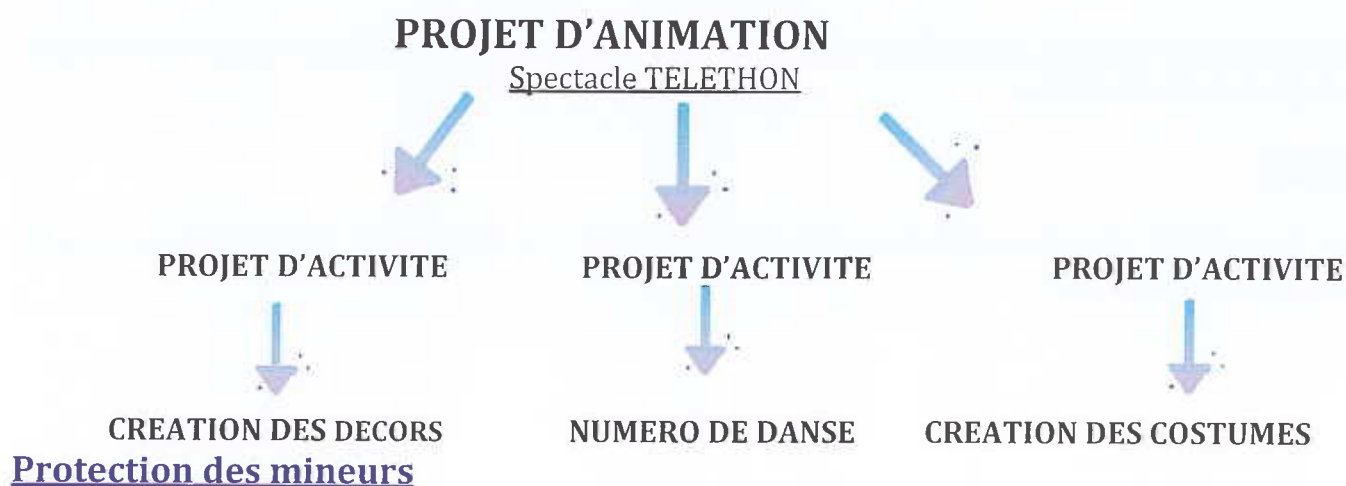 PROJET D'ANIMATION
Spectacle TELETHON
PROJET D'ACTIVITE PROJET D'ACTIVITE PROJET D'ACTIVITE
CREATION DES DECORS NUMERO DE DANSE CREATION DES COSTUMES
Protection des mineurs